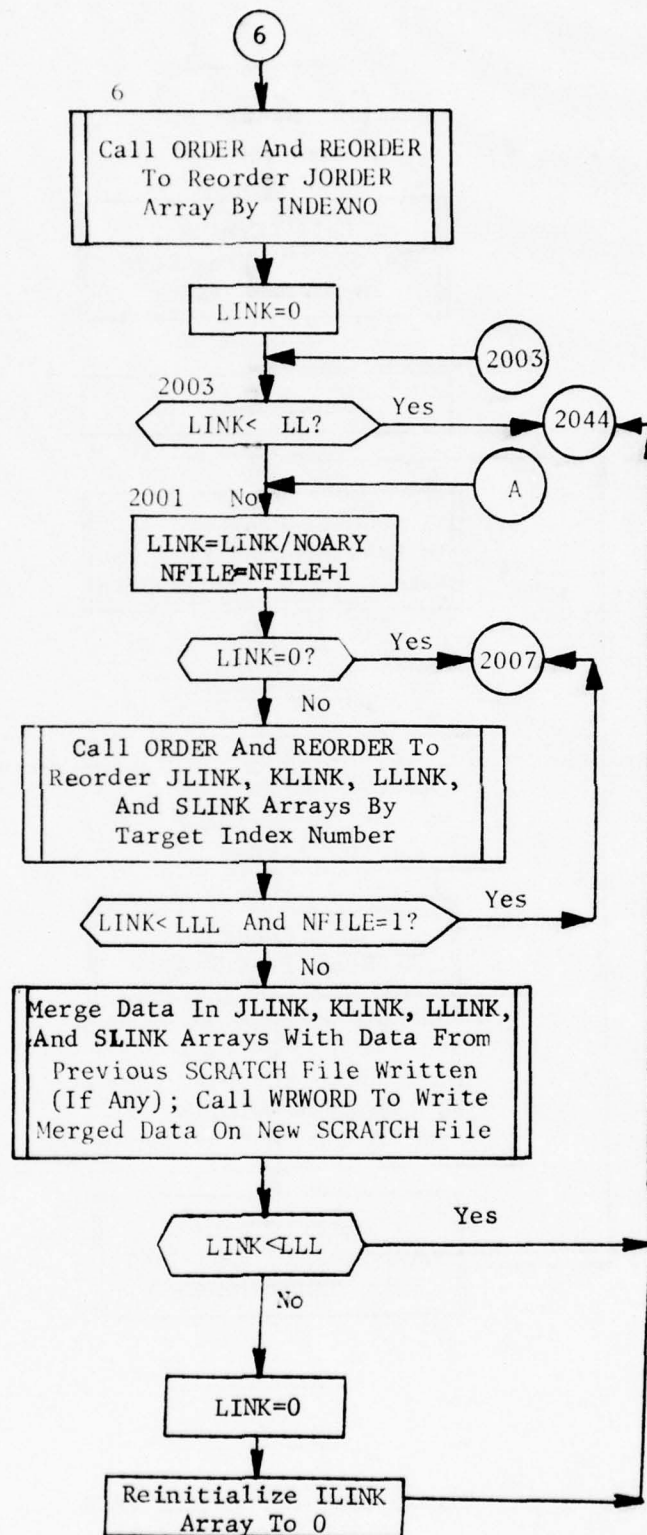 6
6
Call ORDER And REORDER
To Reorder JORDER
Array By INDEXNO
LINK=0
2003
2003
LINK< LL?
Yes
2044
No
A
2001
LINK=LINK/NOARY
NFILE=NFILE+1
LINK=0?
Yes
2007
No
Call ORDER And REORDER To
Reorder JLINK, KLINK, LLINK,
And SLINK Arrays By
Target Index Number
LINK< LLL And NFILE=1?
Yes
No
Merge Data In JLINK, KLINK, LLINK,
And SLINK Arrays With Data From
Previous SCRATCH File Written
(If Any); Call WRWORD To Write
Merged Data On New SCRATCH File
LINK<LLL
Yes
No
LINK=0
Reinitialize ILINK
Array To 0